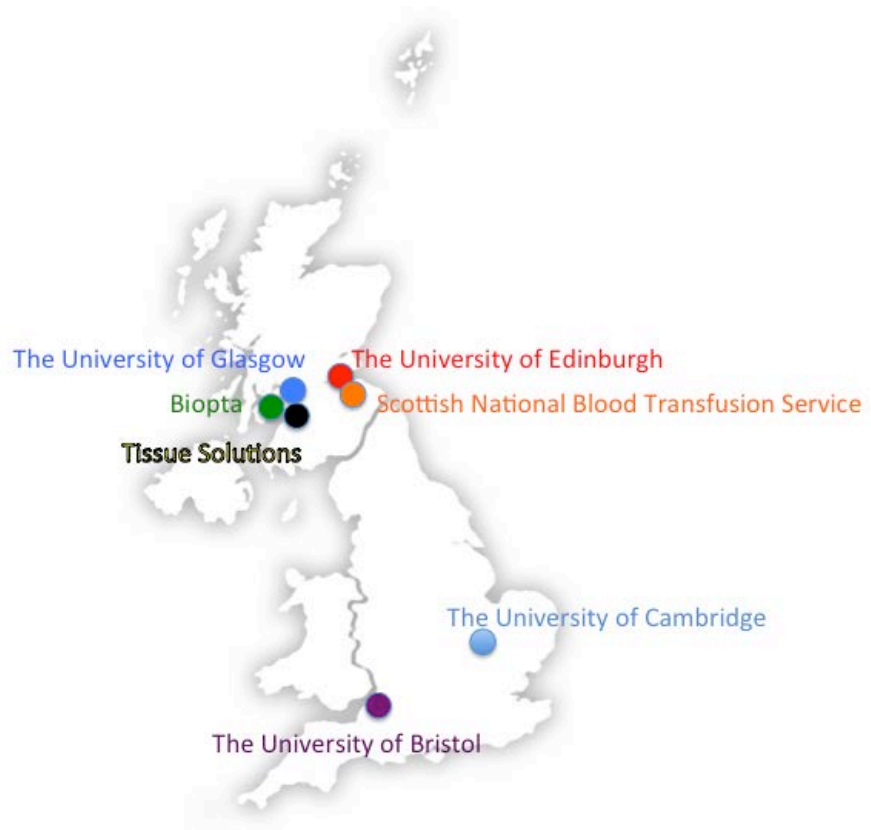 The University of Glasgow
The University of Edinburgh
Biopta
Scottish National Blood Transfusion Service
Tissue Solutions
The University of Cambridge
The University of Bristol